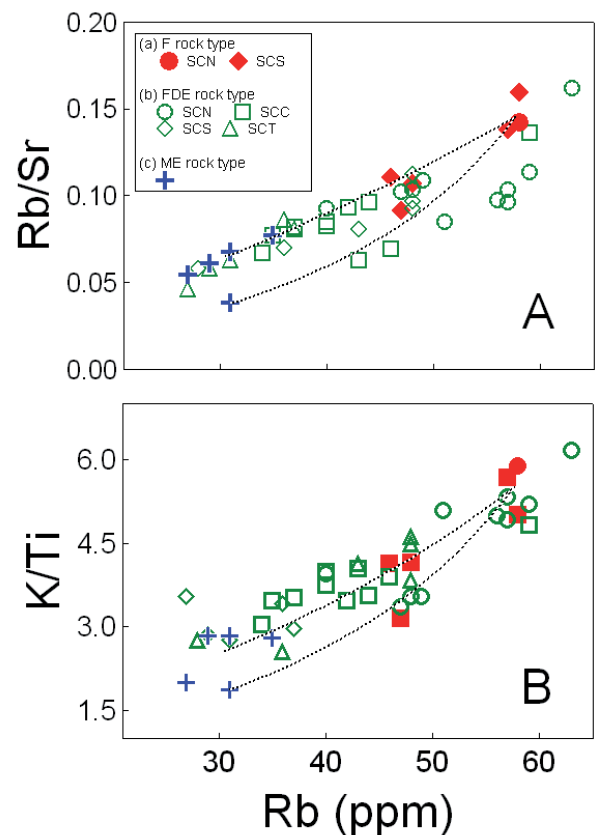 0.20
0.15
0.10
0.05
0.00
Rb/Sr
(a) F rock type
SCN SCS
(b) FDE rock type
SCN SCC
SCS SCT
(c) ME rock type
A
6.0
4.5
3.0
1.5
K/Ti
B
30 40 50 60
Rb (ppm)